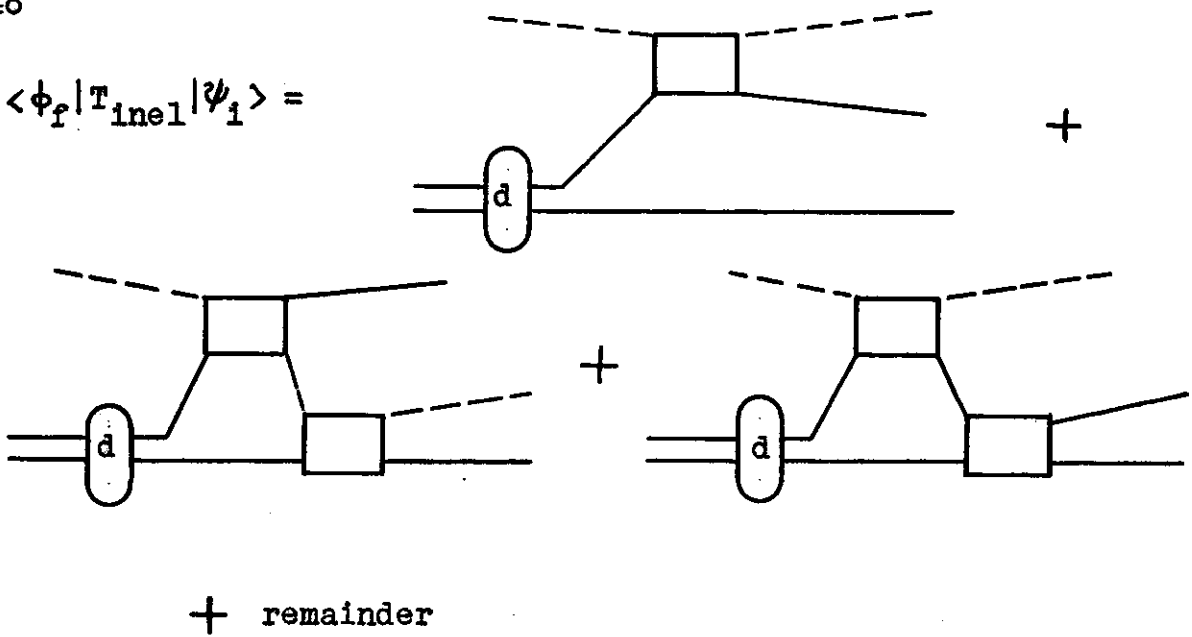 <ϕ_f|T_inel|ψ_i> =
+
d
+
d
d
+ remainder